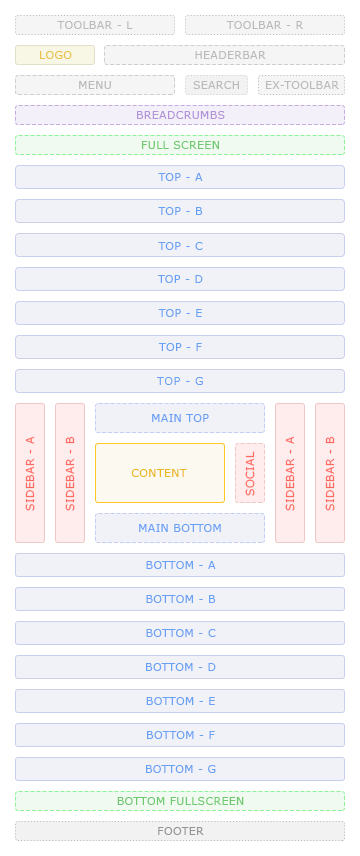 TOOLBAR - L
TOOLBAR - R
LOGO
HEADERBAR
MENU
SEARCH
EX-TOOLBAR
BREADCRUMBS
FULL SCREEN
TOP - A
TOP - B
TOP - C
TOP - D
TOP - E
TOP - F
TOP - G
SIDEBAR - A
SIDEBAR - B
MAIN TOP
CONTENT
SOCIAL
MAIN BOTTOM
SIDEBAR - A
SIDEBAR - B
BOTTOM - A
BOTTOM - B
BOTTOM - C
BOTTOM - D
BOTTOM - E
BOTTOM - F
BOTTOM - G
BOTTOM FULLSCREEN
FOOTER